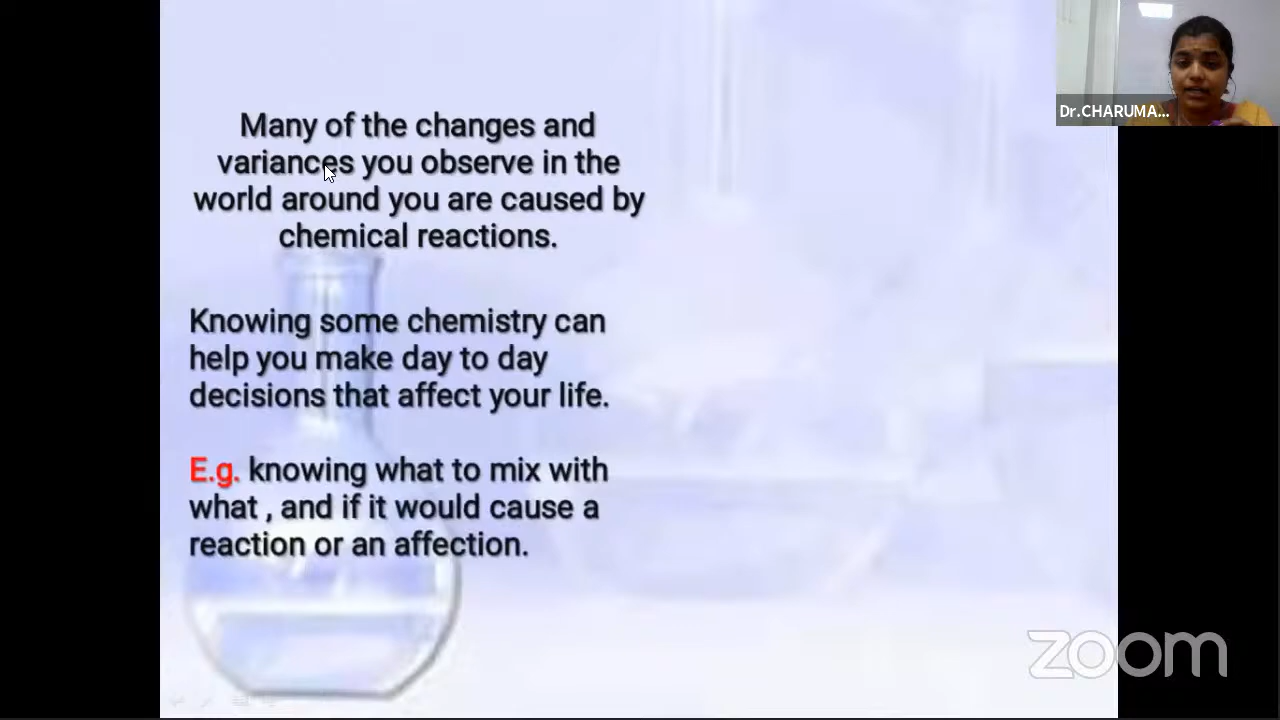 Dr.CHARUMA...
Many of the changes and
variances you observe in the
world around you are caused by
chemical reactions.
Knowing some chemistry can
help you make day to day
decisions that affect your life.
E.g. knowing what to mix with
what , and if it would cause a
reaction or an affection.
zoom